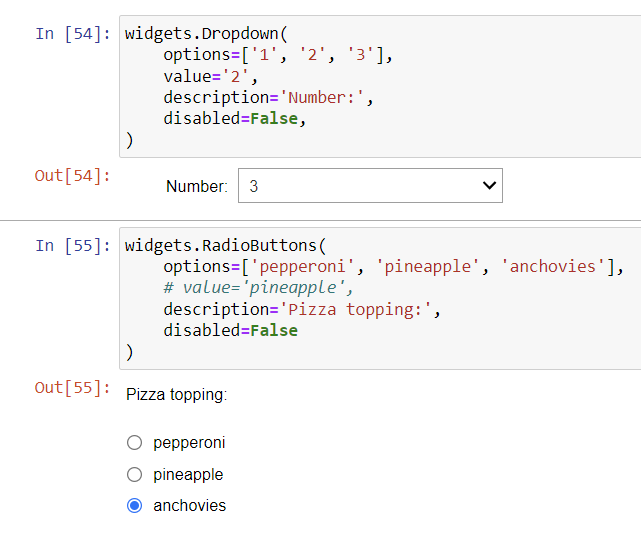 In [54]: widgets.Dropdown(
    options=['1', '2', '3'],
    value='2',
    description='Number:',
    disabled=False,
)
Out[54]:
Number: 3
In [55]: widgets.RadioButtons(
    options=['pepperoni', 'pineapple', 'anchovies'],
    # value='pineapple',
    description='Pizza topping:',
    disabled=False
)
Out[55]: Pizza topping:
pepperoni
pineapple
anchovies